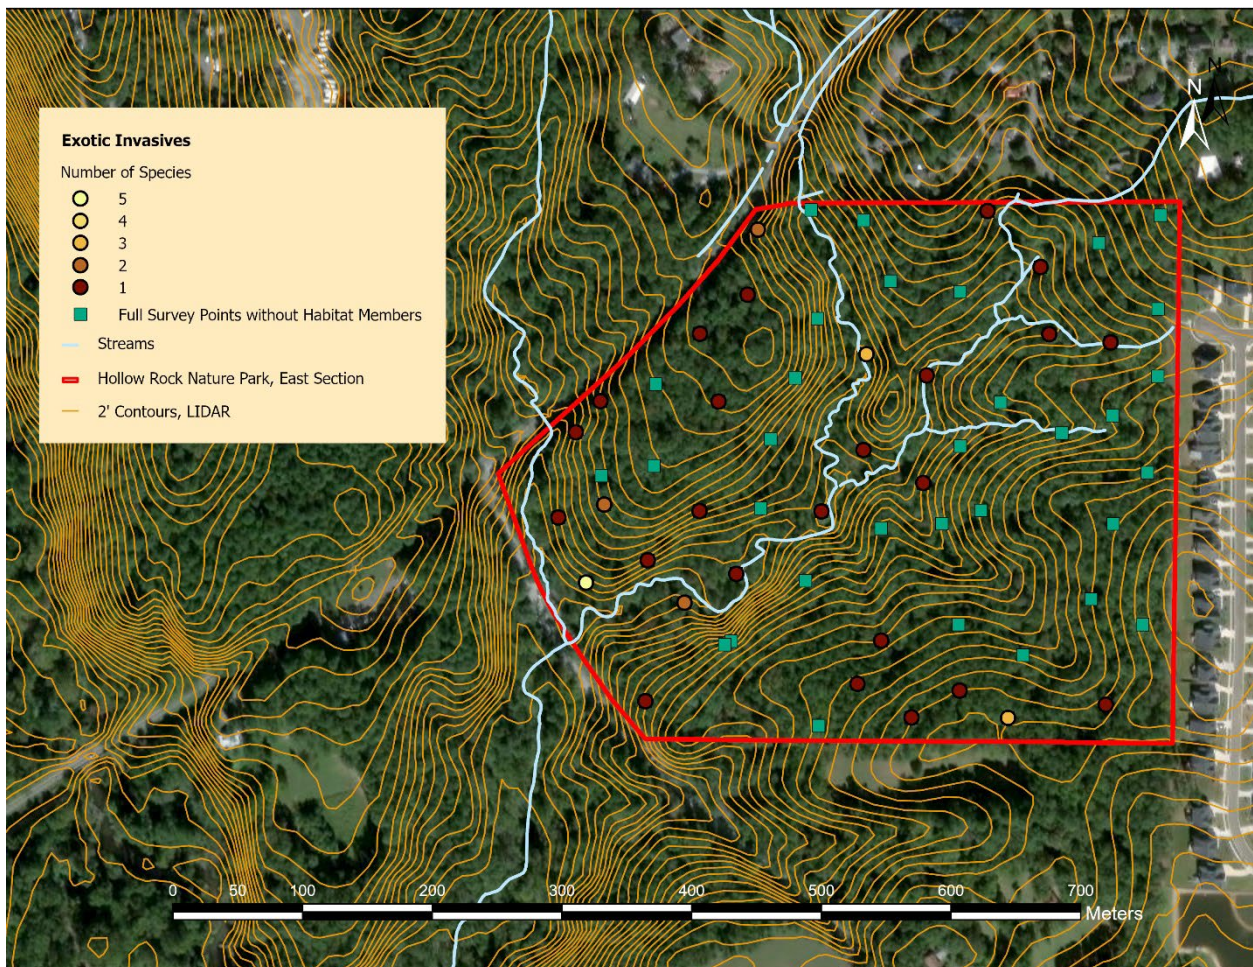 N
N
Exotic Invasives
Number of Species
5
4
3
2
1
Full Survey Points without Habitat Members
Streams
Hollow Rock Nature Park, East Section
2' Contours, LIDAR
0 50 100 200 300 400 500 600 700
Meters